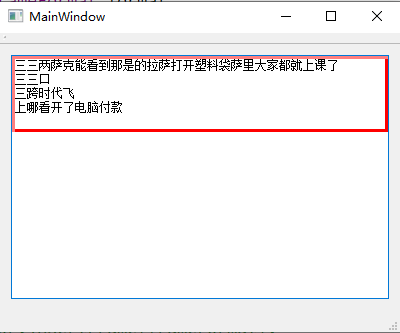 MainWindow
三三两萨克能看到那是的拉萨打开塑料袋萨里大家都就上课了
三三口
三跨时代飞
上哪看开了电脑付款